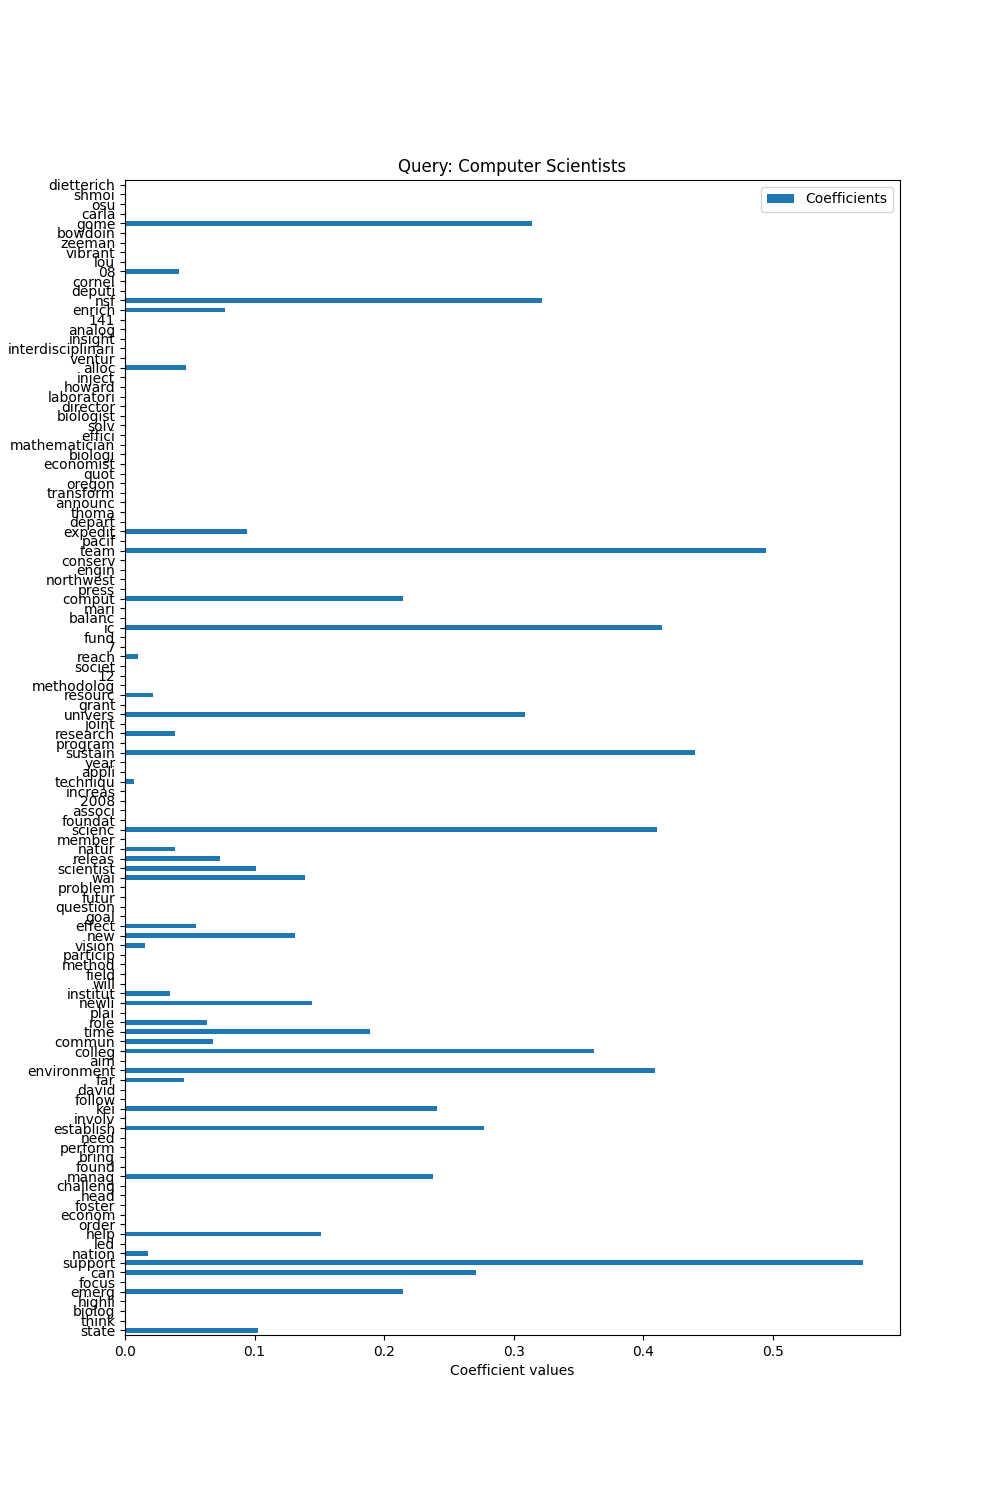 Query: Computer Scientists
Coefficients
dietterich
shmoi
osu
carla
gome
bowdoin
zeeman
vibrant
lou
08
cornel
deputi
nsf
enrich
141
analog
insight
interdisciplinari
ventur
alloc
inject
howard
laboratori
director
biologist
solv
effici
mathematician
biologi
economist
quot
oregon
transform
announc
thoma
depart
expedit
pacif
team
conserv
engin
northwest
press
comput
mari
balanc
ic
fund
7
reach
societ
12
methodolog
resourc
grant
univers
joint
research
program
sustain
year
appli
techniqu
increas
2008
associ
foundat
scienc
member
natur
releas
scientist
wai
problem
futur
question
goal
effect
new
vision
particip
method
field
will
institut
newli
plai
role
time
commun
colleg
aim
environment
far
david
follow
kei
involv
establish
need
perform
bring
found
manag
challeng
head
foster
econom
order
help
led
nation
support
can
focus
emerg
highli
biolog
think
state
0.0 0.1 0.2 0.3 0.4 0.5
Coefficient values